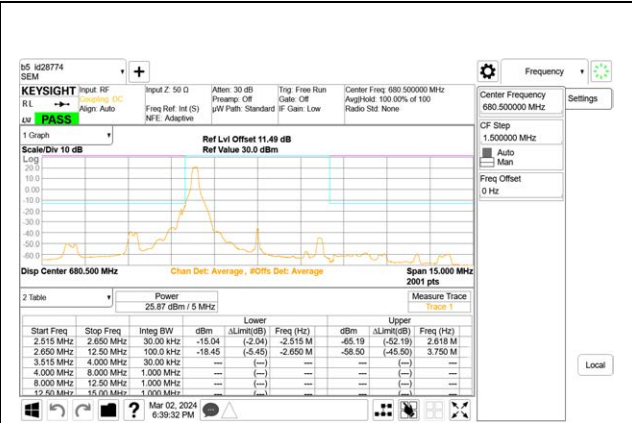 b5 id28774
SEM
Frequency
KEYSIGHT
RL
PASS
Input: RF
Coupling: DC
Align: Auto
Input Z: 50 Ω
Freq Ref: Int (S)
NFE: Adaptive
Atten: 30 dB
Preamp: Off
µW Path: Standard
Trig: Free Run
Gate: Off
IF Gain: Low
Center Freq: 680.500000 MHz
Avg|Hold: 100.00% of 100
Radio Std: None
Center Frequency
680.500000 MHz
Settings
CF Step
1.500000 MHz
Auto
Man
Freq Offset
0 Hz
Local
1 Graph
Scale/Div 10 dB
Ref Lvl Offset 11.49 dB
Ref Value 30.0 dBm
Log
20.0
10.0
0.00
-10.0
-20.0
-30.0
-40.0
-50.0
-60.0
Disp Center 680.500 MHz
Chan Det: Average , #Offs Det: Average
Span 15.000 MHz
2001 pts
2 Table
Power
25.87 dBm / 5 MHz
Measure Trace
Trace 1
Lower Upper
Start Freq Stop Freq Integ BW dBm ΔLimit(dB) Freq (Hz) dBm ΔLimit(dB) Freq (Hz)
2.515 MHz 2.650 MHz 30.00 kHz -15.04 (-2.04) -2.515 M -65.19 (-52.19) 2.618 M
2.650 MHz 12.50 MHz 100.0 kHz -18.45 (-5.45) -2.650 M -58.50 (-45.50) 3.750 M
3.515 MHz 4.000 MHz 30.00 kHz --- (---) --- (---)
4.000 MHz 8.000 MHz 1.000 MHz --- (---) --- (---)
8.000 MHz 12.50 MHz 1.000 MHz --- (---) --- (---)
12.50 MHz 15.00 MHz 1.000 MHz --- (---) --- (---)
Mar 02, 2024
6:39:32 PM